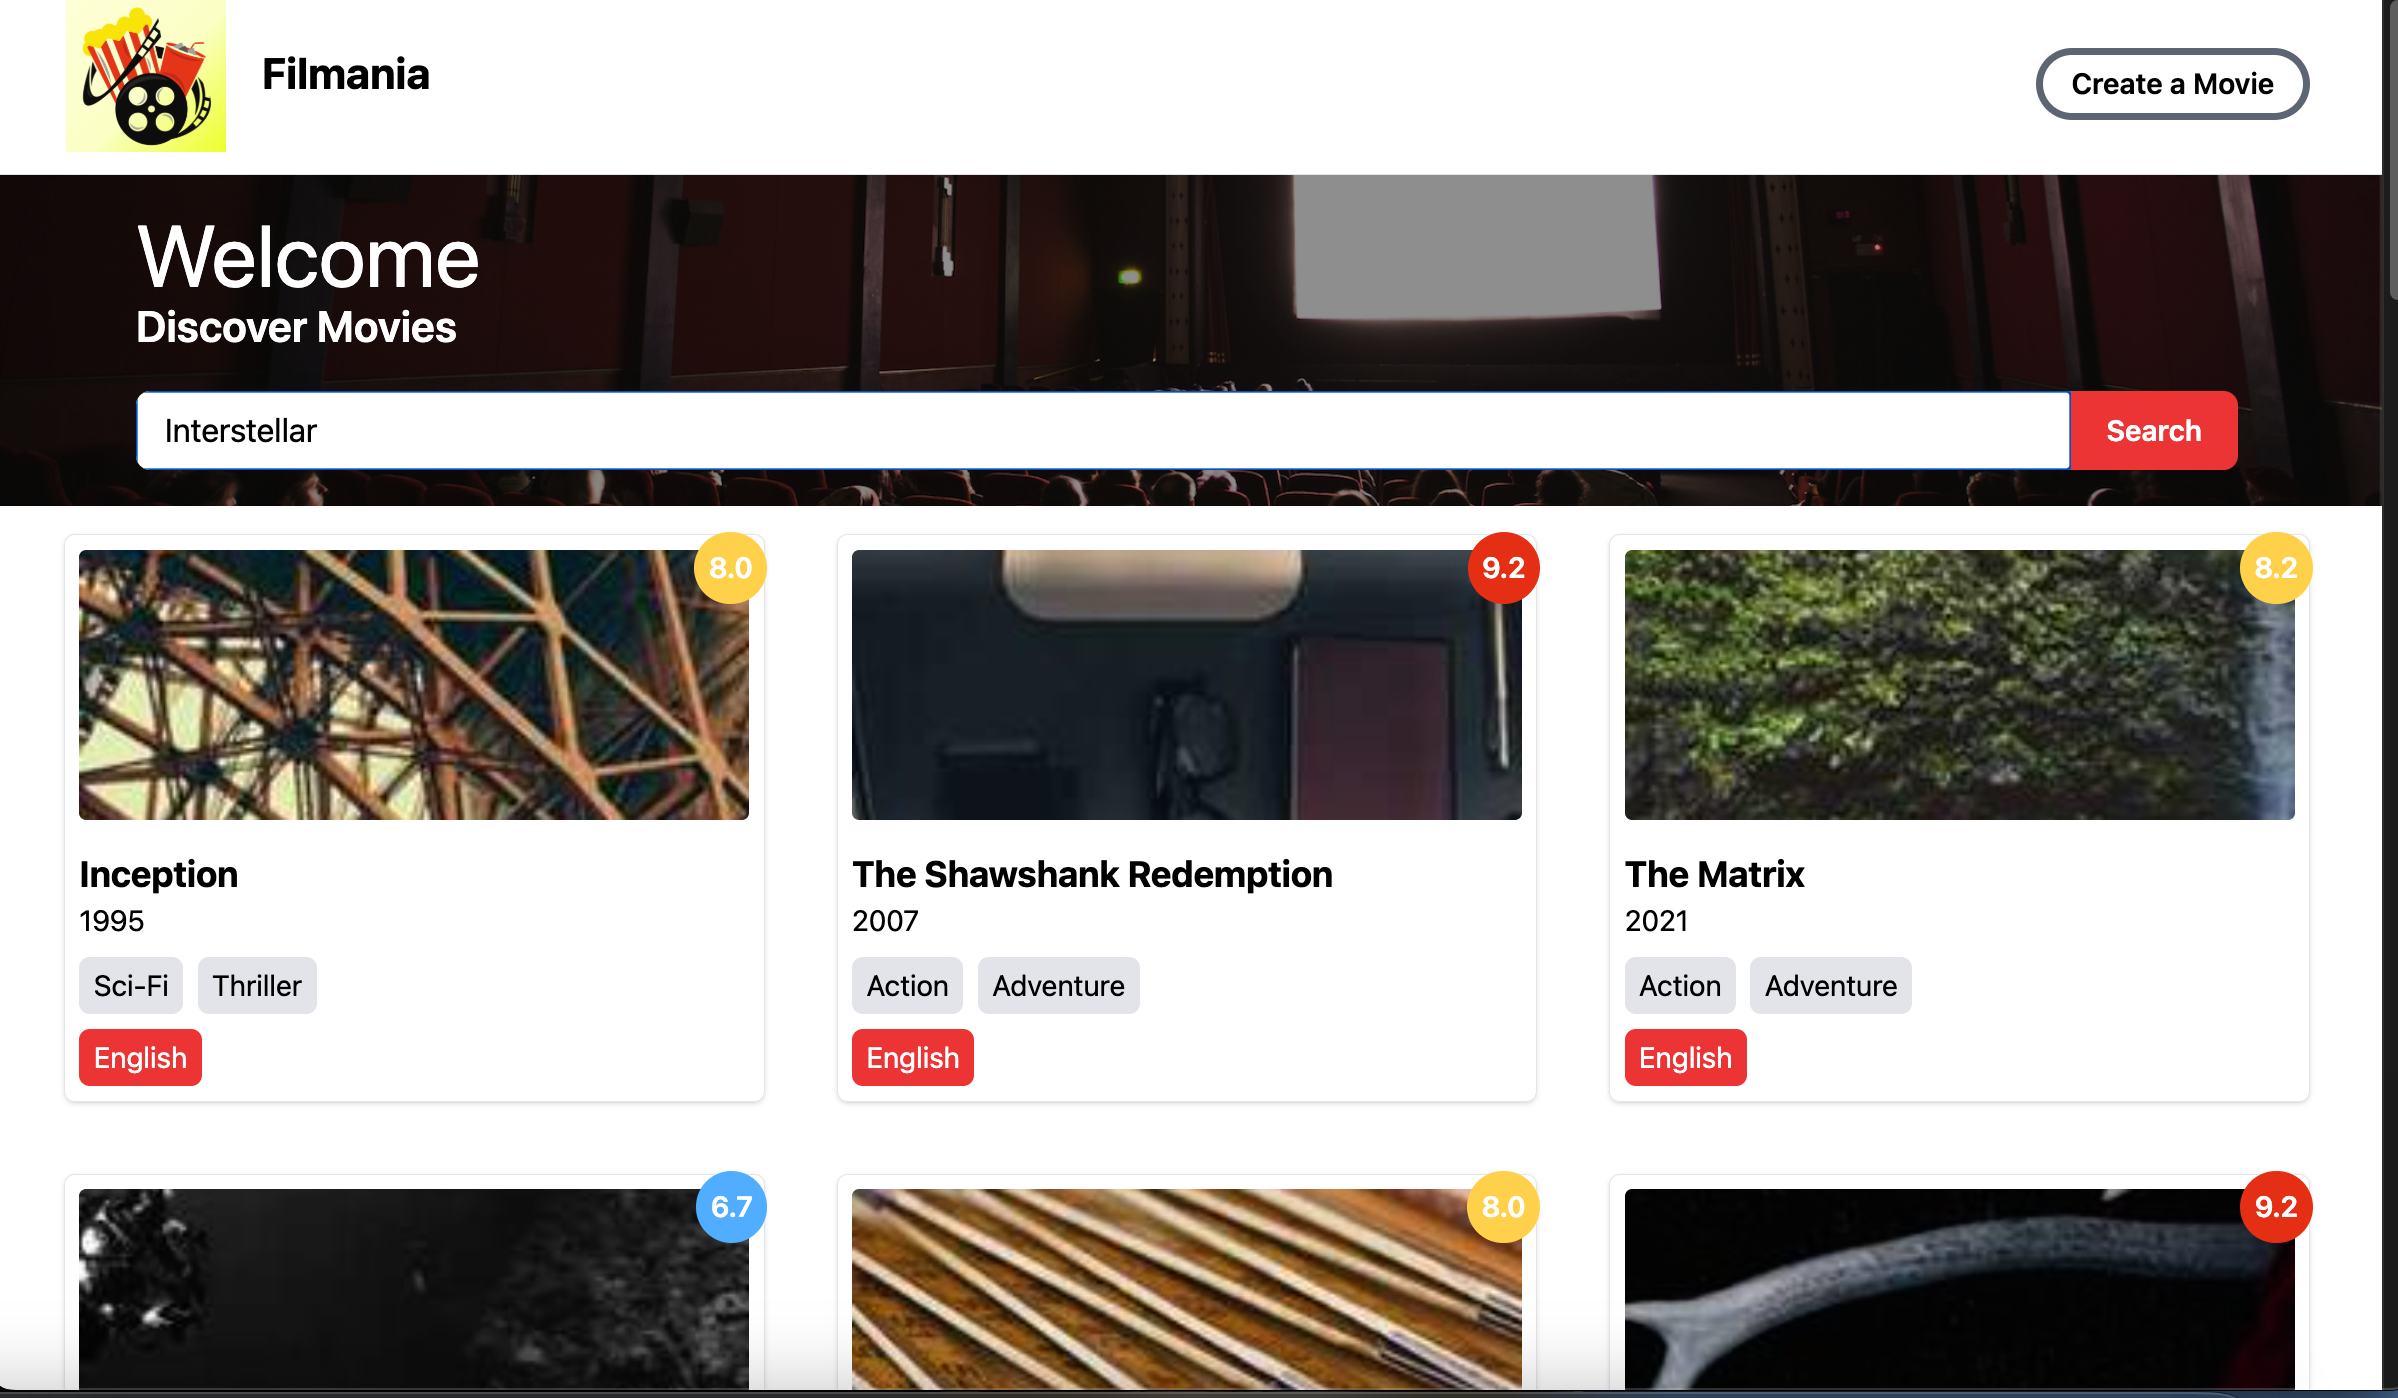 Filmania
Create a Movie
Welcome
Discover Movies
Interstellar
Search
8.0
9.2
8.2
Inception
The Shawshank Redemption
The Matrix
1995
2007
2021
Sci-Fi Thriller
Action Adventure
Action Adventure
English
English
English
6.7
8.0
9.2